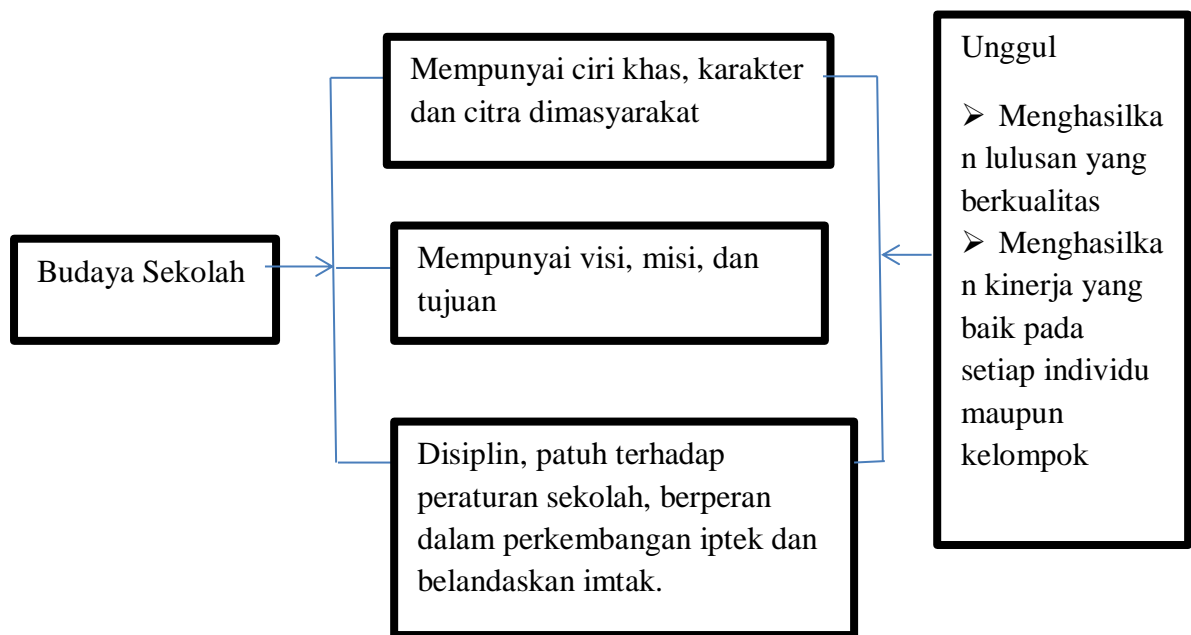 Budaya Sekolah
Mempunyai ciri khas, karakter
dan citra dimasyarakat
Mempunyai visi, misi, dan
tujuan
Disiplin, patuh terhadap
peraturan sekolah, berperan
dalam perkembangan iptek dan
belandaskan imtak.
Unggul
➢ Menghasilka
n lulusan yang
berkualitas
➢ Menghasilka
n kinerja yang
baik pada
setiap individu
maupun
kelompok